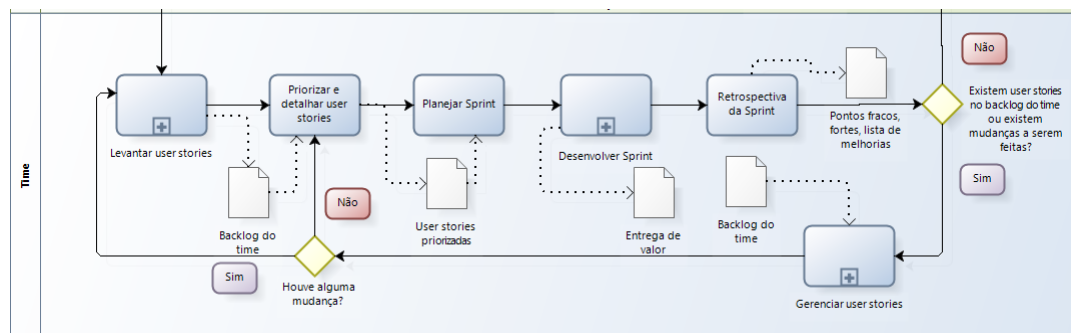 Time
Levantar user stories
Priorizar e
detalhar user
stories
Planejar Sprint
Desenvolver Sprint
Retrospectiva
da Sprint
Pontos fracos,
fortes, lista de
melhorias
Não
Existem user stories
no backlog do time
ou existem
mudanças a serem
feitas?
Sim
Backlog do
time
Não
User stories
priorizadas
Entrega de
valor
Backlog do
time
Sim
Houve alguma
mudança?
Gerenciar user stories